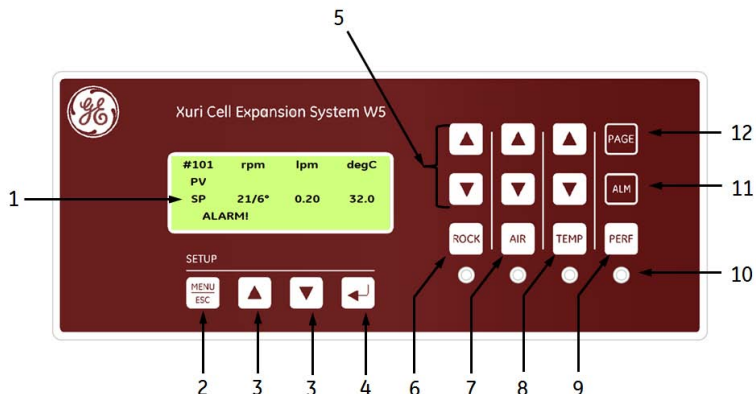 5
GE
Xuri Cell Expansion System W5
#101 rpm lpm degC
PV
SP 21/6° 0.20 32.0
ALARM!
1
SETUP
MENU
ESC
PAGE
12
ALM
11
ROCK AIR TEMP PERF
10
2 3 3 4 6 7 8 9